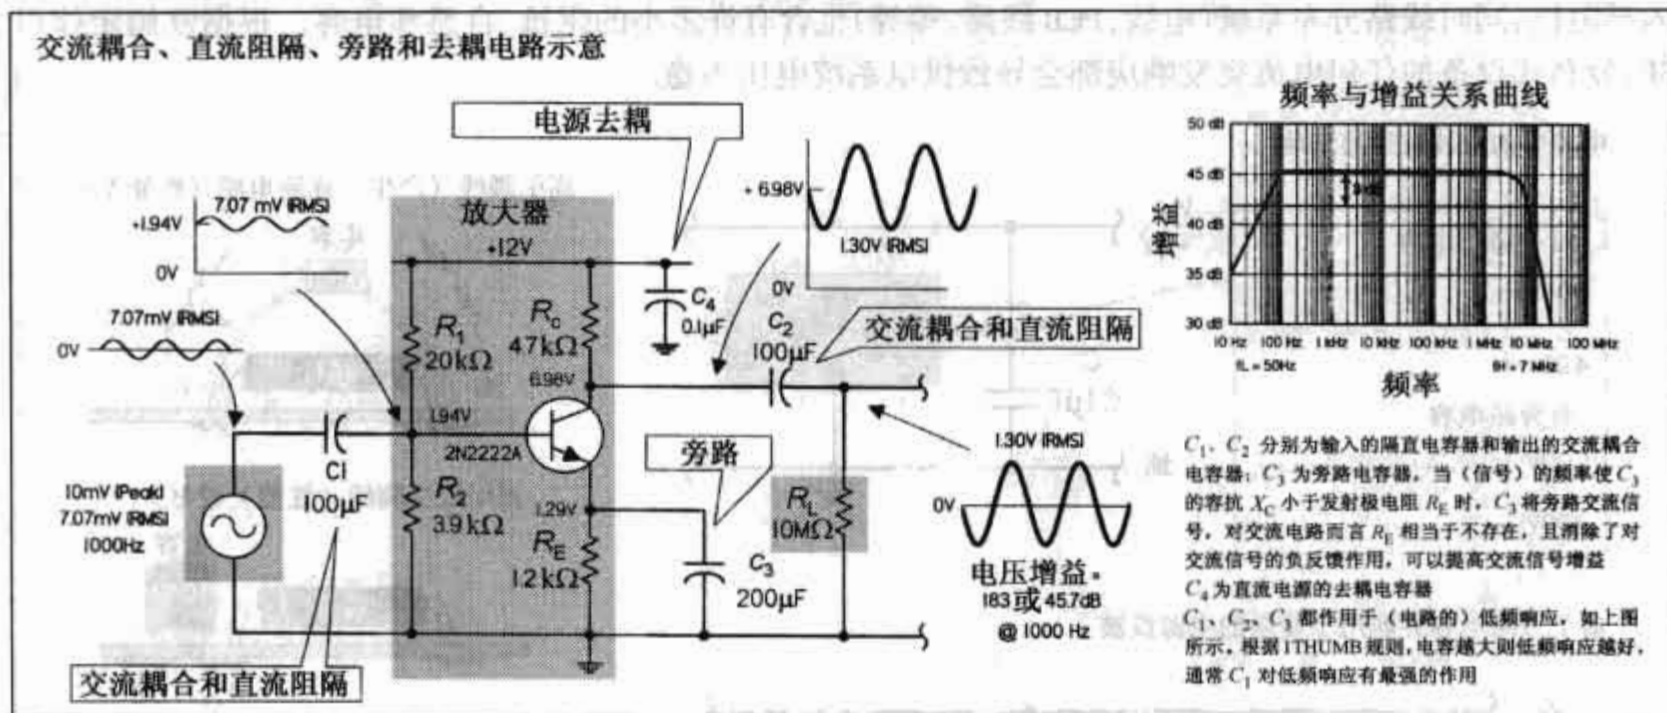 交流耦合、直流阻隔、旁路和去耦电路示意
电源去耦
放大器
+12V
7.07 mV (RMS)
+1.94V
0V
7.07mV (RMS)
0V
R1
20kΩ
Rc
4.7kΩ
C4
0.1μF
6.98V
1.94V
2N2222A
C1
100μF
10mV (Peak)
7.07mV (RMS)
1000Hz
R2
3.9kΩ
1.29V
RE
1.2kΩ
旁路
C3
200μF
交流耦合和直流阻隔
+6.98V
1.30V (RMS)
0V
C2
100μF
交流耦合和直流阻隔
RL
10MΩ
1.30V (RMS)
0V
电压增益=
183或45.7dB
@ 1000 Hz
频率与增益关系曲线
50 dB
45 dB
40 dB
35 dB
30 dB
增益
10 Hz 100 Hz 1 kHz 10 kHz 100 kHz 1 MHz 10 MHz 100 MHz
fL = 50Hz
fH = 7 MHz
频率
C1、C2 分别为输入的隔直电容器和输出的交流耦合
电容器；C3 为旁路电容器，当（信号）的频率使C3
的容抗 XC 小于发射极电阻 RE 时，C3 将旁路交流信
号，对交流电路而言 RE 相当于不存在，且消除了对
交流信号的负反馈作用，可以提高交流信号增益
C4 为直流电源的去耦电容器
C1、C2、C3 都作用于（电路的）低频响应，如上图
所示，根据1THUMB规则，电容越大则低频响应越好，
通常 C1 对低频响应有最强的作用